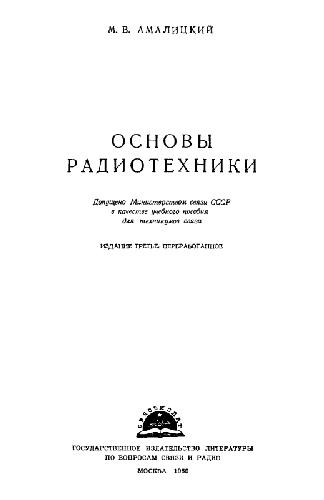 М. В. АМАЛИЦКИЙ
ОСНОВЫ
РАДИОТЕХНИКИ
Допущено Министерством связи СССР
в качестве учебного пособия
для техникумов связи
ИЗДАНИЕ ТРЕТЬЕ, ПЕРЕРАБОТАННОЕ
СВЯЗЬИЗДАТ
ГОСУДАРСТВЕННОЕ ИЗДАТЕЛЬСТВО ЛИТЕРАТУРЫ
ПО ВОПРОСАМ СВЯЗИ И РАДИО
МОСКВА